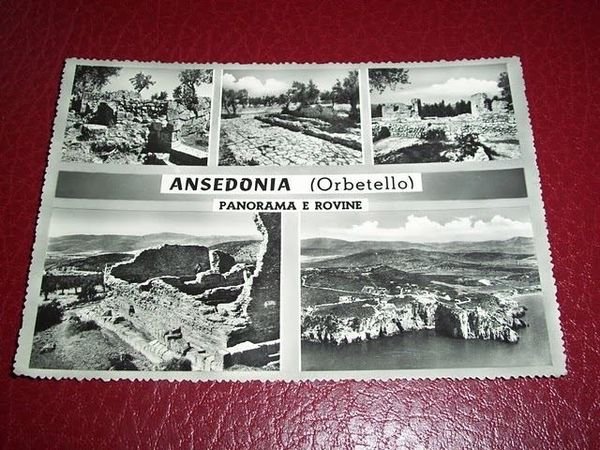 ANSEDONIA (Orbetello)
PANORAMA E ROVINE